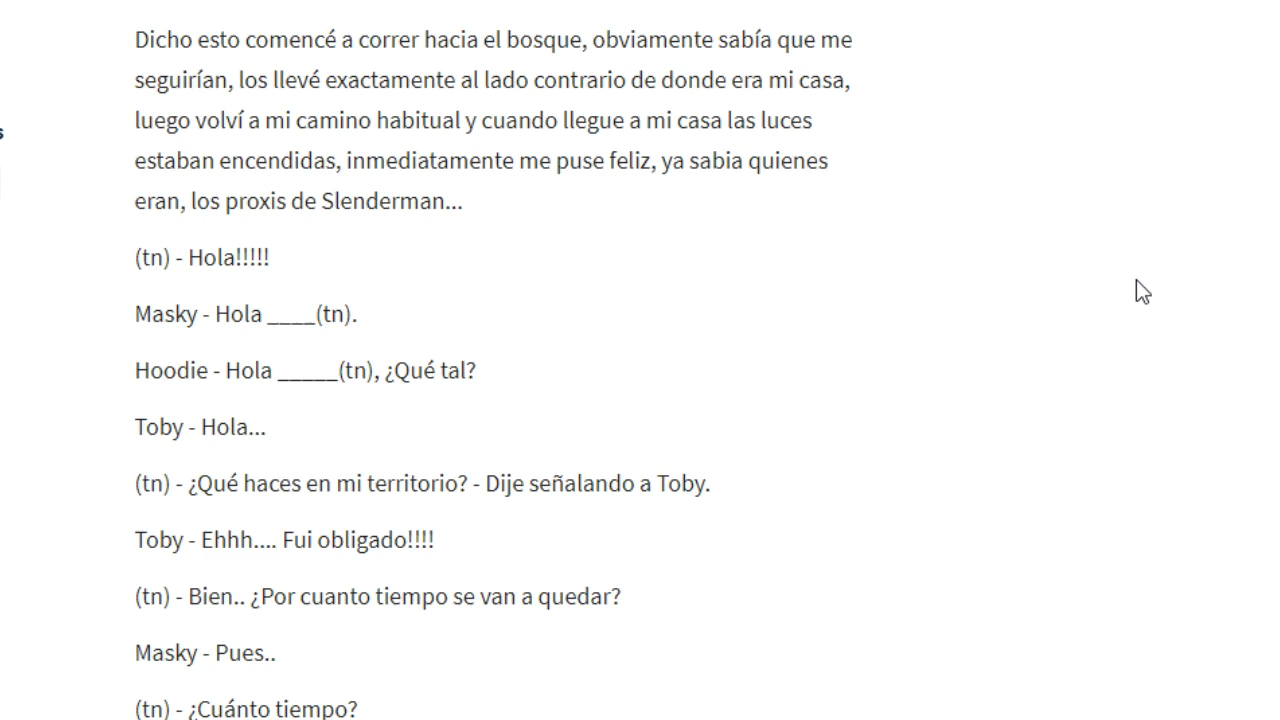 Dicho esto comencé a correr hacia el bosque, obviamente sabía que me
seguirían, los llevé exactamente al lado contrario de donde era mi casa,
luego volví a mi camino habitual y cuando llegue a mi casa las luces
estaban encendidas, inmediatamente me puse feliz, ya sabia quienes
eran, los proxis de Slenderman...
(tn) - Hola!!!!!
Masky - Hola ____(tn).
Hoodie - Hola _____(tn), ¿Qué tal?
Toby - Hola...
(tn) - ¿Qué haces en mi territorio? - Dije señalando a Toby.
Toby - Ehhh.... Fui obligado!!!!
(tn) - Bien.. ¿Por cuanto tiempo se van a quedar?
Masky - Pues..
(tn) - ¿Cuánto tiempo?